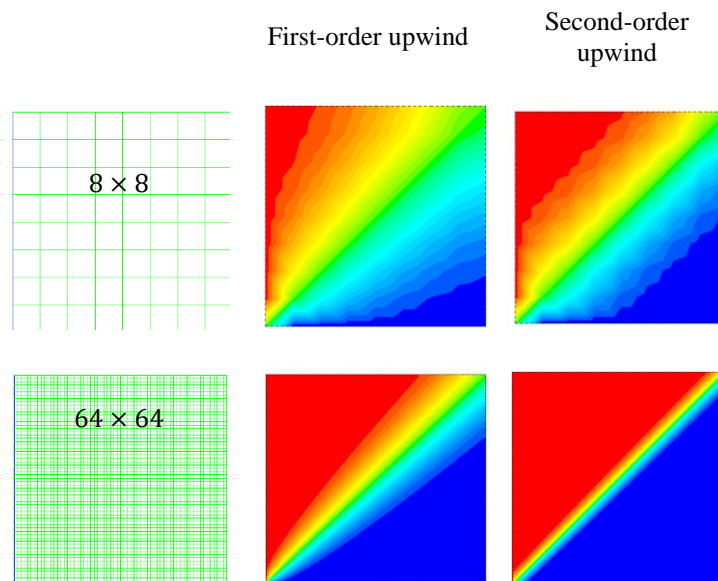 First-order upwind
Second-order
upwind
8 × 8
64 × 64